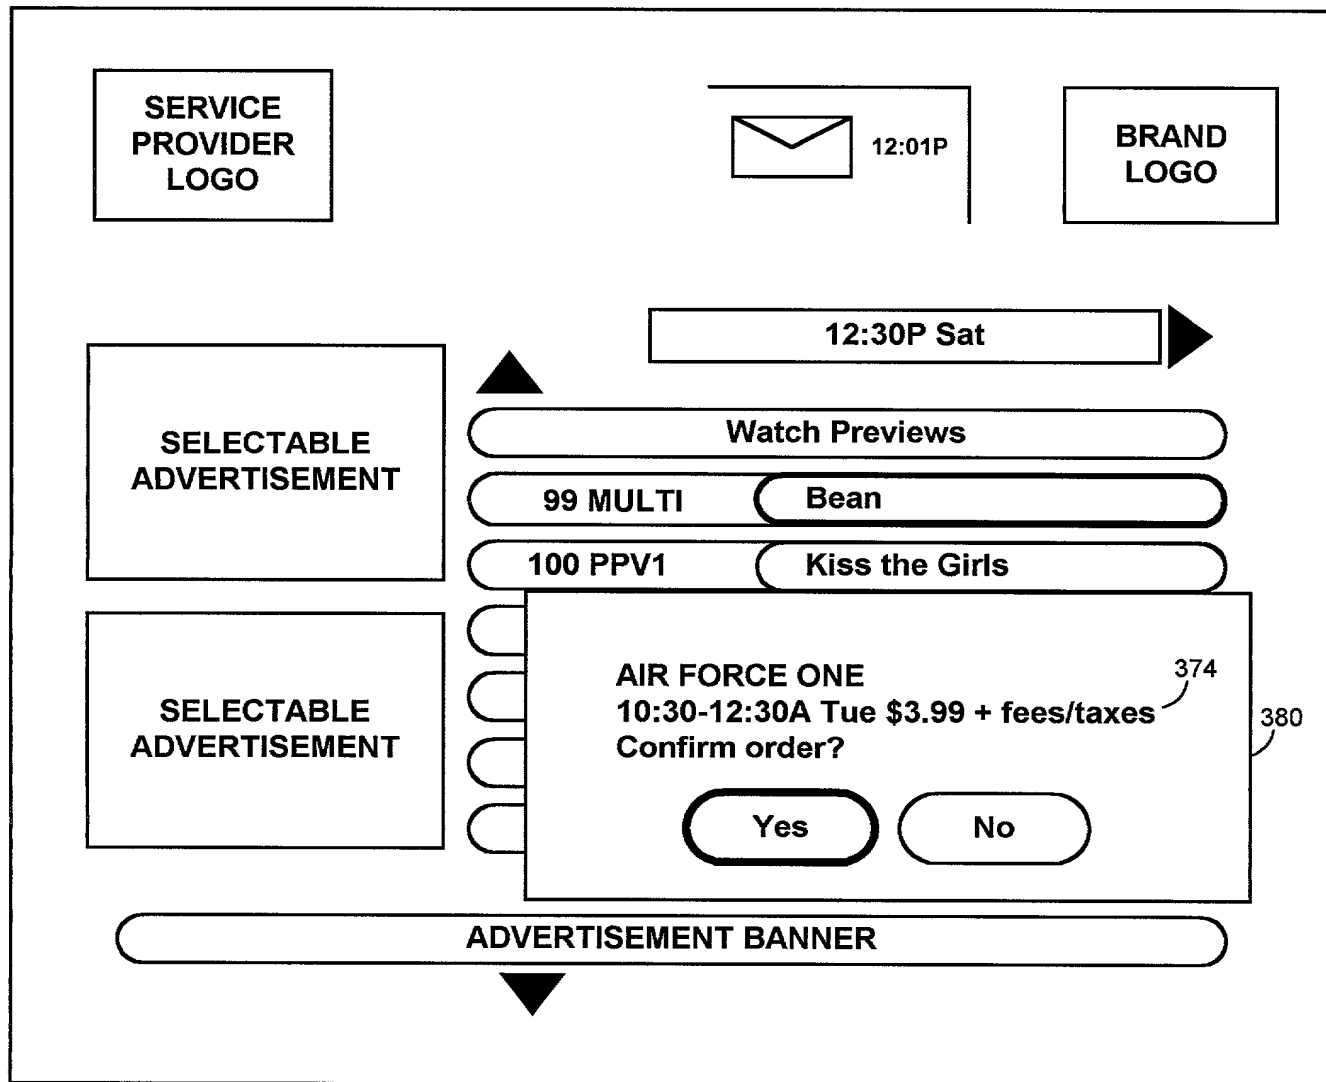 SERVICE
PROVIDER
LOGO
12:01P
BRAND
LOGO
12:30P Sat
SELECTABLE
ADVERTISEMENT
Watch Previews
99 MULTI Bean
100 PPV1 Kiss the Girls
SELECTABLE
ADVERTISEMENT
AIR FORCE ONE
374
10:30-12:30A Tue $3.99 + fees/taxes
380
Confirm order?
Yes No
ADVERTISEMENT BANNER